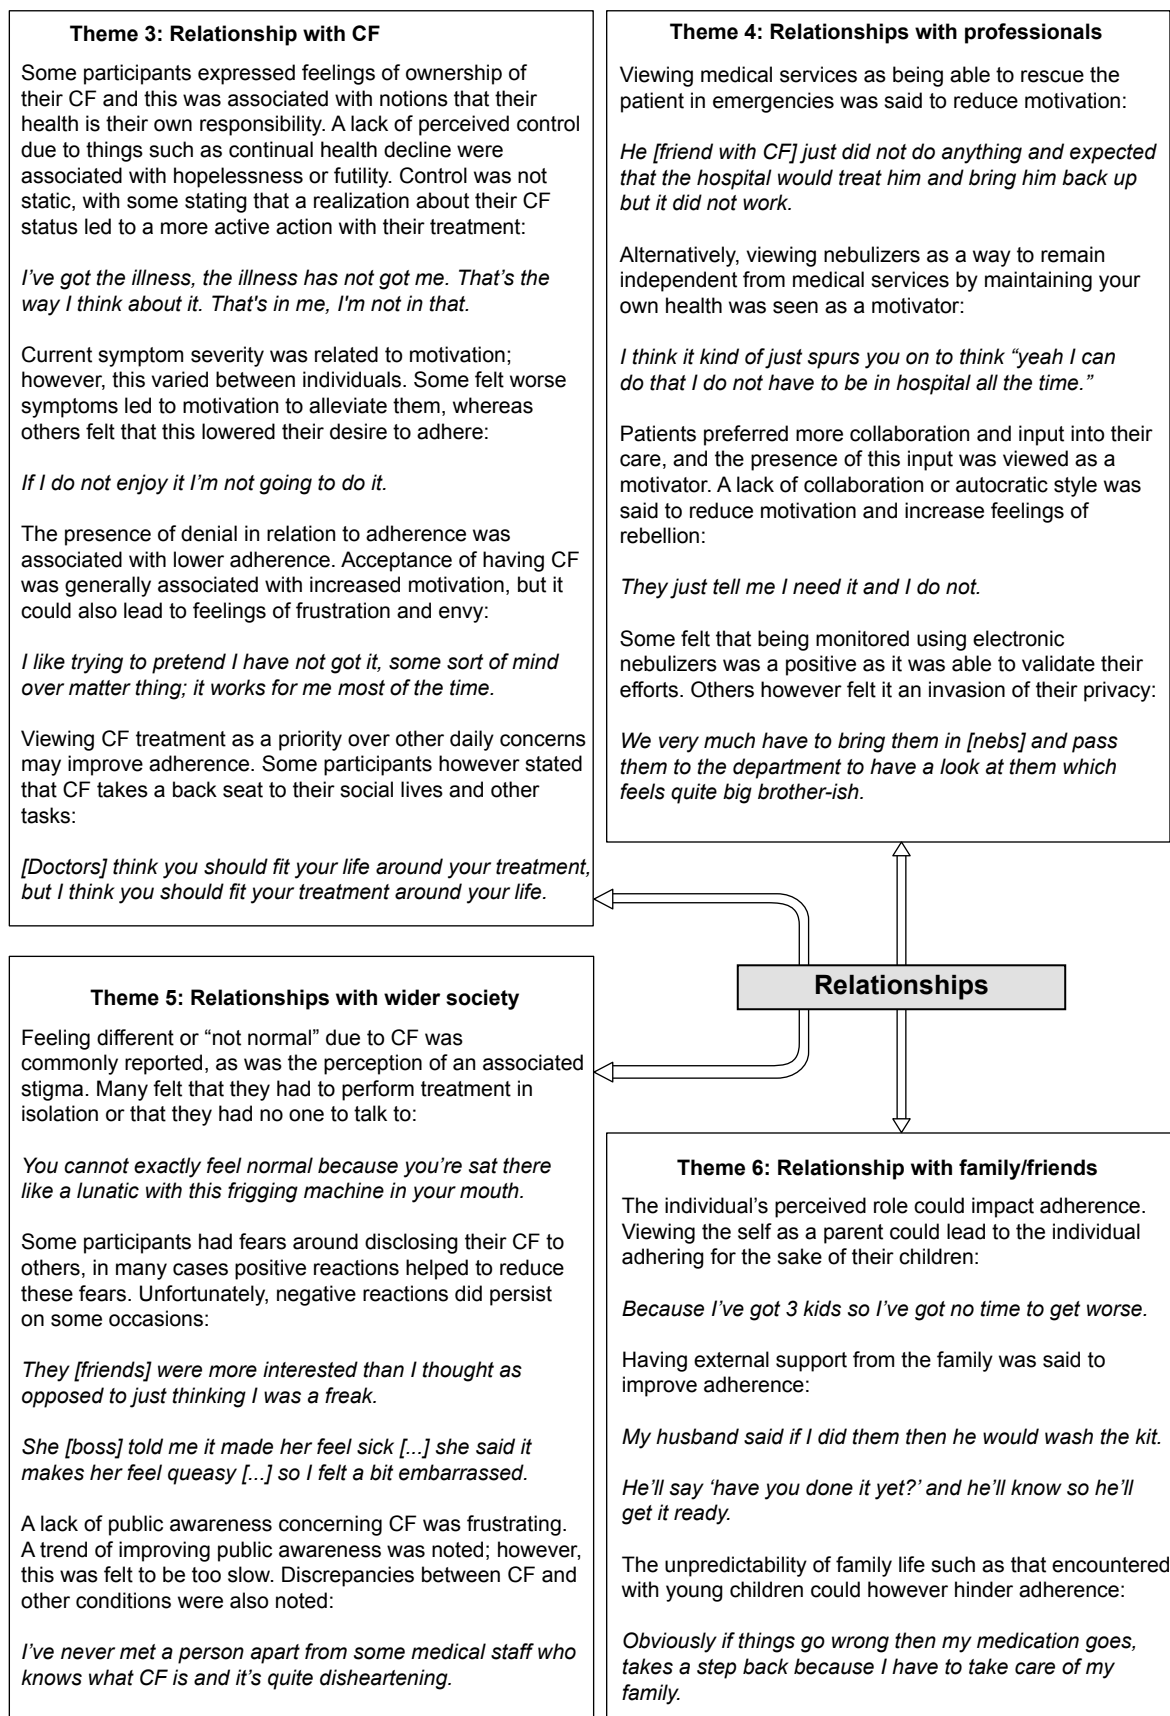 Theme 3: Relationship with CF
Some participants expressed feelings of ownership of
their CF and this was associated with notions that their
health is their own responsibility. A lack of perceived control
due to things such as continual health decline were
associated with hopelessness or futility. Control was not
static, with some stating that a realization about their CF
status led to a more active action with their treatment:
I’ve got the illness, the illness has not got me. That’s the
way I think about it. That's in me, I'm not in that.
Current symptom severity was related to motivation;
however, this varied between individuals. Some felt worse
symptoms led to motivation to alleviate them, whereas
others felt that this lowered their desire to adhere:
If I do not enjoy it I’m not going to do it.
The presence of denial in relation to adherence was
associated with lower adherence. Acceptance of having CF
was generally associated with increased motivation, but it
could also lead to feelings of frustration and envy:
I like trying to pretend I have not got it, some sort of mind
over matter thing; it works for me most of the time.
Viewing CF treatment as a priority over other daily concerns
may improve adherence. Some participants however stated
that CF takes a back seat to their social lives and other
tasks:
[Doctors] think you should fit your life around your treatment,
but I think you should fit your treatment around your life.
Theme 4: Relationships with professionals
Viewing medical services as being able to rescue the
patient in emergencies was said to reduce motivation:
He [friend with CF] just did not do anything and expected
that the hospital would treat him and bring him back up
but it did not work.
Alternatively, viewing nebulizers as a way to remain
independent from medical services by maintaining your
own health was seen as a motivator:
I think it kind of just spurs you on to think “yeah I can
do that I do not have to be in hospital all the time.”
Patients preferred more collaboration and input into their
care, and the presence of this input was viewed as a
motivator. A lack of collaboration or autocratic style was
said to reduce motivation and increase feelings of
rebellion:
They just tell me I need it and I do not.
Some felt that being monitored using electronic
nebulizers was a positive as it was able to validate their
efforts. Others however felt it an invasion of their privacy:
We very much have to bring them in [nebs] and pass
them to the department to have a look at them which
feels quite big brother-ish.
Relationships
Theme 5: Relationships with wider society
Feeling different or “not normal” due to CF was
commonly reported, as was the perception of an associated
stigma. Many felt that they had to perform treatment in
isolation or that they had no one to talk to:
You cannot exactly feel normal because you’re sat there
like a lunatic with this frigging machine in your mouth.
Some participants had fears around disclosing their CF to
others, in many cases positive reactions helped to reduce
these fears. Unfortunately, negative reactions did persist
on some occasions:
They [friends] were more interested than I thought as
opposed to just thinking I was a freak.
She [boss] told me it made her feel sick [...] she said it
makes her feel queasy [...] so I felt a bit embarrassed.
A lack of public awareness concerning CF was frustrating.
A trend of improving public awareness was noted; however,
this was felt to be too slow. Discrepancies between CF and
other conditions were also noted:
I’ve never met a person apart from some medical staff who
knows what CF is and it’s quite disheartening.
Theme 6: Relationship with family/friends
The individual’s perceived role could impact adherence.
Viewing the self as a parent could lead to the individual
adhering for the sake of their children:
Because I’ve got 3 kids so I’ve got no time to get worse.
Having external support from the family was said to
improve adherence:
My husband said if I did them then he would wash the kit.
He’ll say ‘have you done it yet?’ and he’ll know so he’ll
get it ready.
The unpredictability of family life such as that encountered
with young children could however hinder adherence:
Obviously if things go wrong then my medication goes,
takes a step back because I have to take care of my
family.